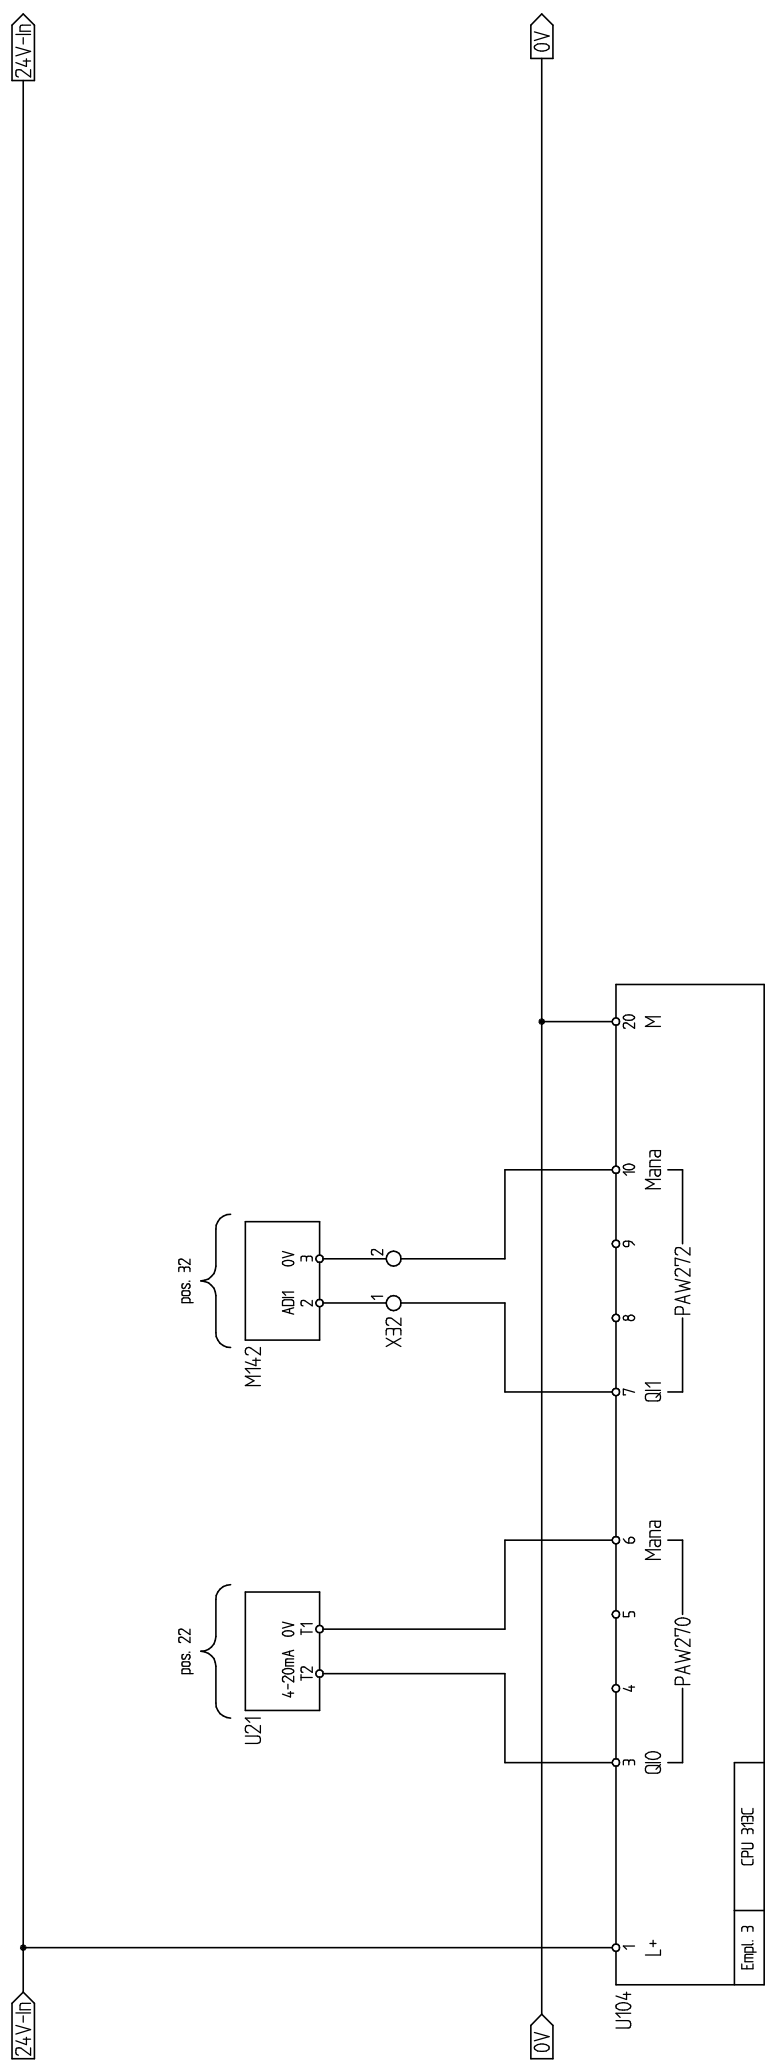 24V-In
24V-In
pos. 22
pos. 32
U21
4-20mA
0V
T2
T1
M142
ADI1
0V
2
3
X32
1
2
0V
0V
U104
1
3
4
5
6
7
8
9
10
20
L+
QI0
Mana
QI1
Mana
M
PAW270
PAW272
Empl. 3
CPU 313C